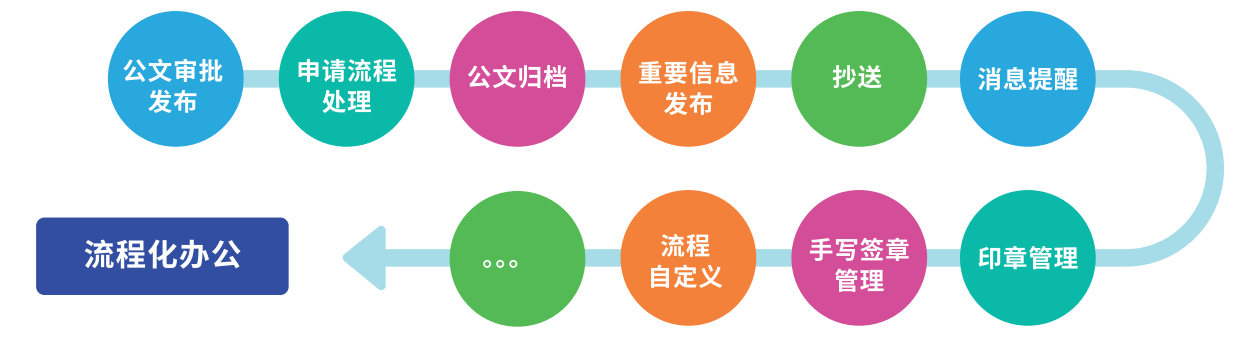 公文审批
发布
申请流程
处理
公文归档
重要信息
发布
抄送
消息提醒
印章管理
手写签章
管理
流程
自定义
。。。
流程化办公